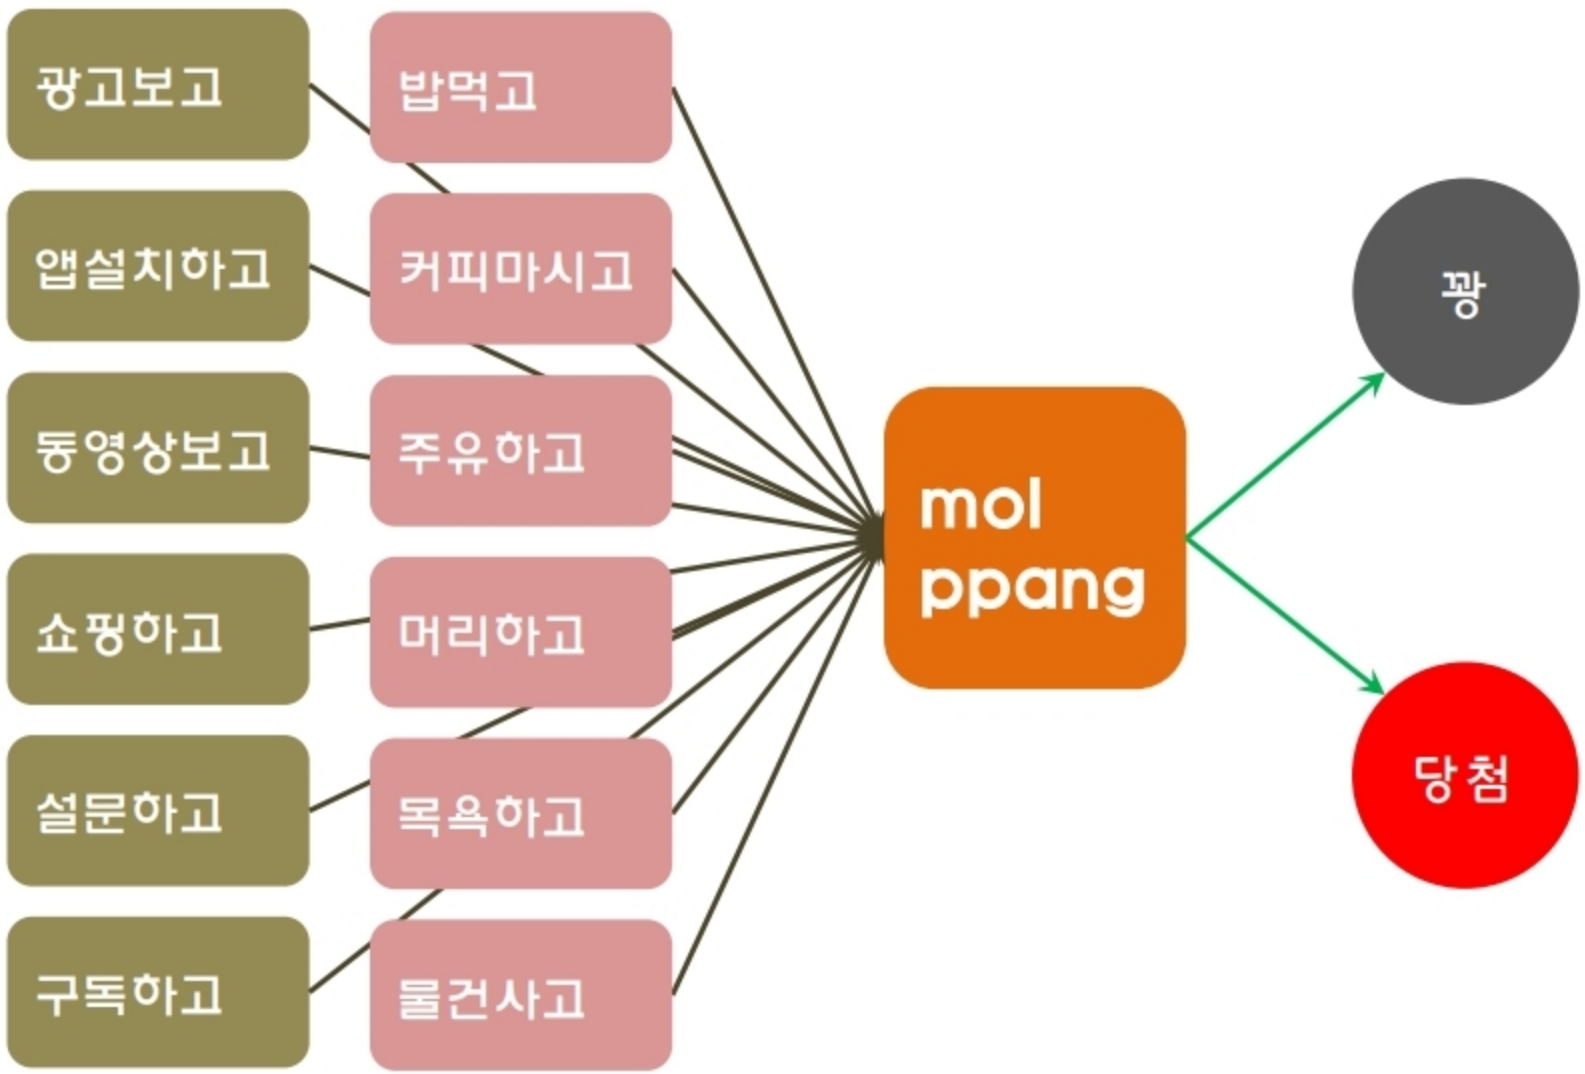 광고보고
앱설치하고
동영상보고
쇼핑하고
설문하고
구독하고
밥먹고
커피마시고
주유하고
머리하고
목욕하고
물건사고
mol
ppang
꽝
당첨